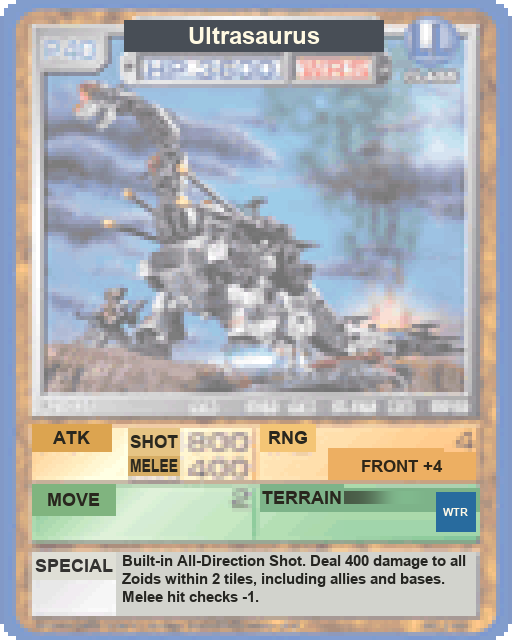 Ultrasaurus
P.40
ATK
SHOT 800
MELEE 400
RNG 4
FRONT +4
MOVE 2
TERRAIN
WTR
SPECIAL
Built-in All-Direction Shot. Deal 400 damage to all
Zoids within 2 tiles, including allies and bases.
Melee hit checks -1.